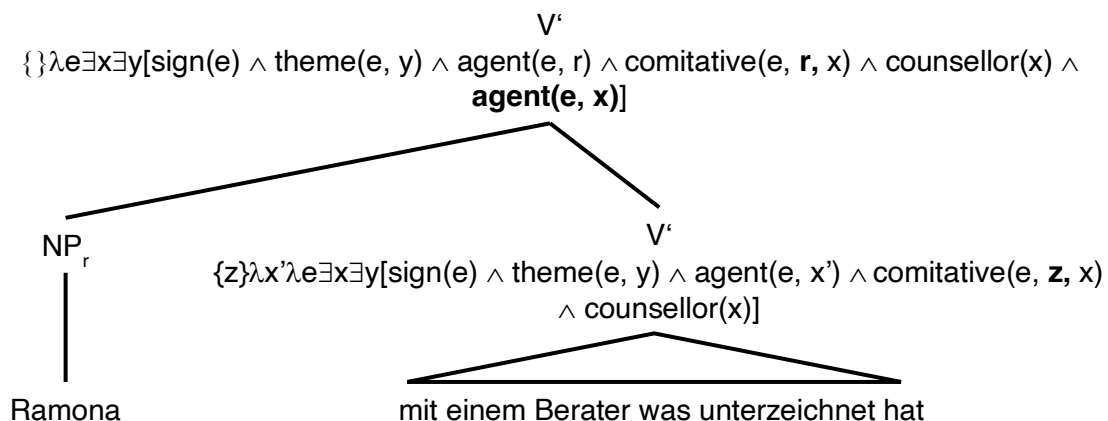 V‘
{}λe∃x∃y[sign(e) ∧ theme(e, y) ∧ agent(e, r) ∧ comitative(e, r, x) ∧ counsellor(x) ∧
agent(e, x)]
NP_r
V‘
{z}λx’λe∃x∃y[sign(e) ∧ theme(e, y) ∧ agent(e, x’) ∧ comitative(e, z, x)
∧ counsellor(x)]
Ramona
mit einem Berater was unterzeichnet hat